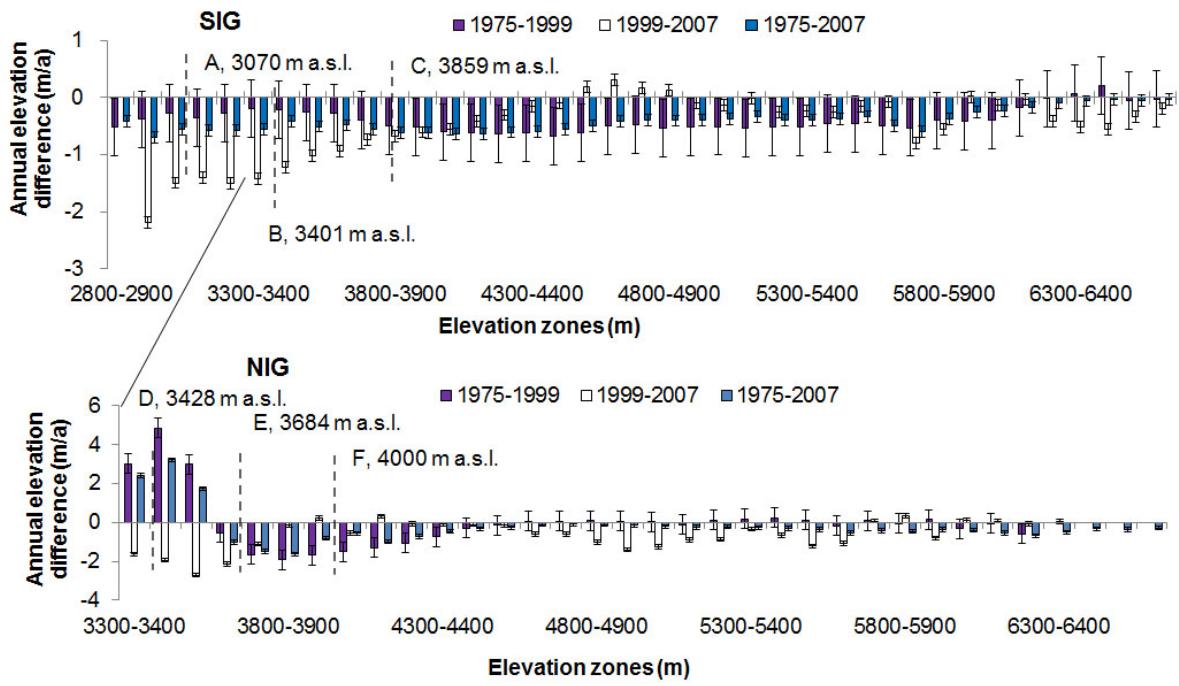 SIG
1975-1999 1999-2007 1975-2007
A, 3070 m a.s.l.
C, 3859 m a.s.l.
B, 3401 m a.s.l.
Annual elevation
difference (m/a)
1
0
-1
-2
-3
2800-2900 3300-3400 3800-3900 4300-4400 4800-4900 5300-5400 5800-5900 6300-6400
Elevation zones (m)
NIG
1975-1999 1999-2007 1975-2007
D, 3428 m a.s.l.
E, 3684 m a.s.l.
F, 4000 m a.s.l.
Annual elevation
difference (m/a)
6
4
2
0
-2
-4
3300-3400 3800-3900 4300-4400 4800-4900 5300-5400 5800-5900 6300-6400
Elevation zones (m)